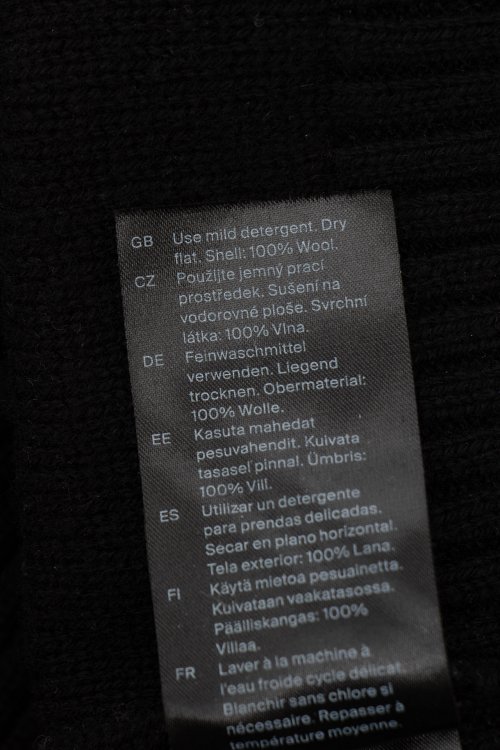 GB Use mild detergent. Dry
flat. Shell: 100% Wool.
CZ Použijte jemný prací
prostředek. Sušení na
vodorovné ploše. Svrchní
látka: 100% Vlna.
DE Feinwaschmittel
verwenden. Liegend
trocknen. Obermaterial:
100% Wolle.
EE Kasuta mahedat
pesuvahendit. Kuivata
tasasel pinnal. Ümbris:
100% Vill.
ES Utilizar un detergente
para prendas delicadas.
Secar en plano horizontal.
Tela exterior: 100% Lana.
FI Käytä mietoa pesuainetta.
Kuivataan vaakatasossa.
Päälliskangas: 100%
Villaa.
FR Laver à la machine à
l'eau froide cycle délicat
Blanchir sans chlore si
nécessaire. Repasser à
température moyenne.